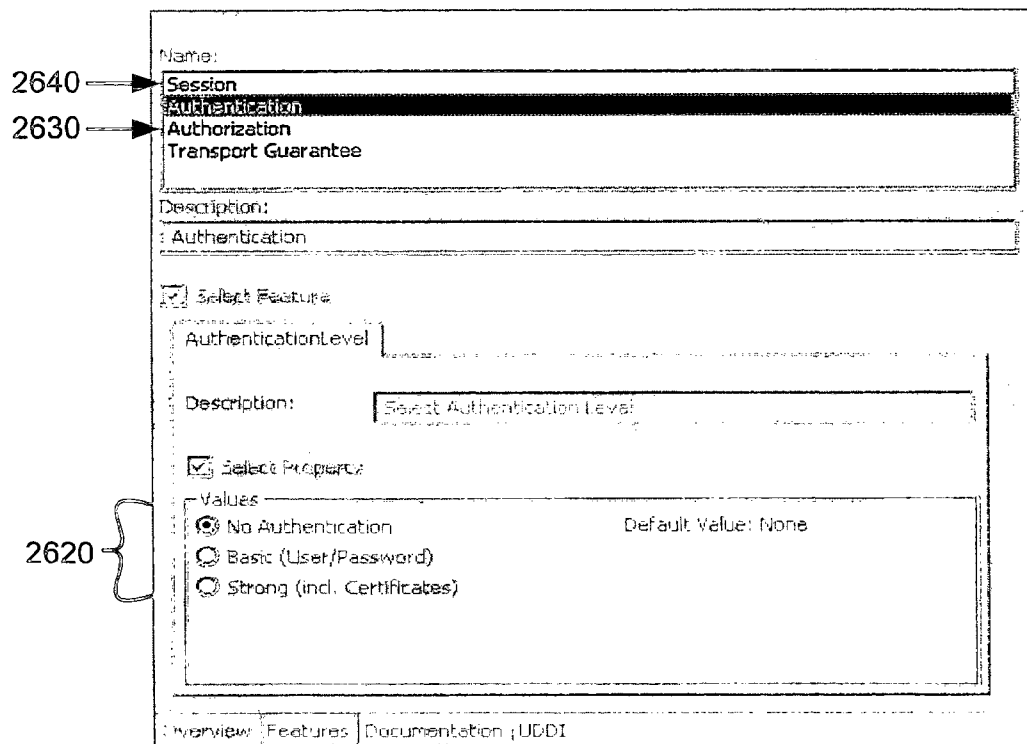 Name:
2640
Session
Authentication
2630
Authorization
Transport Guarantee
Description:
Authentication
Select Feature
AuthenticationLevel
Description:
Select Authentication Level
Select Property
Values
2620
No Authentication
Default Value: None
Basic (User/Password)
Strong (incl. Certificates)
Overview Features Documentation UDDI